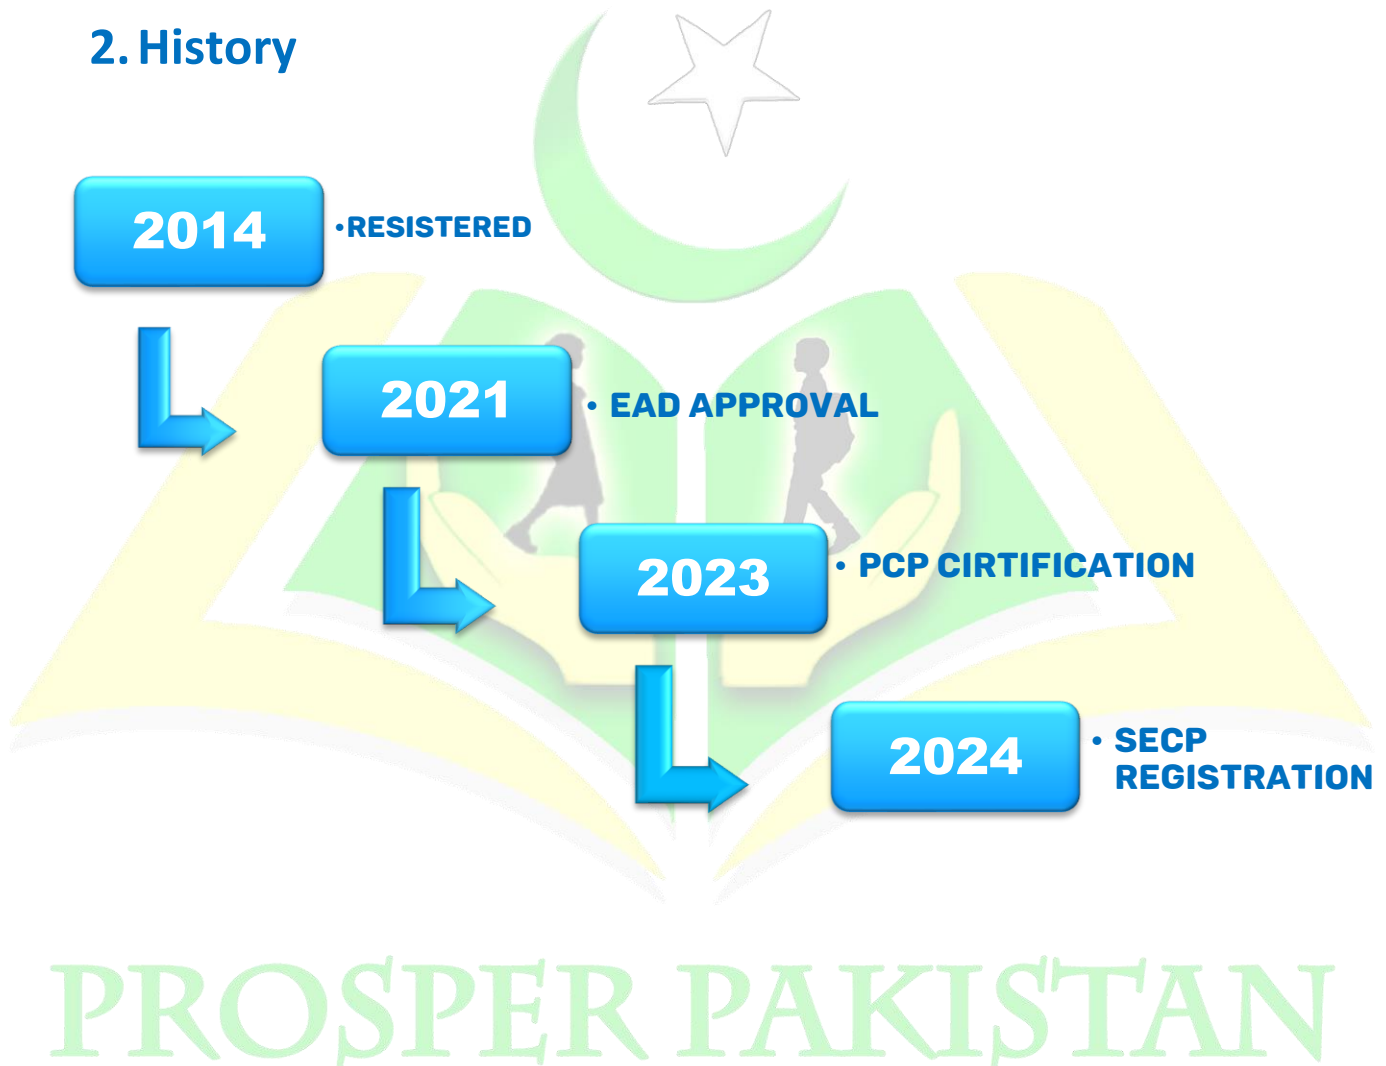 2. History
2014
•RESISTERED
2021
• EAD APPROVAL
2023
• PCP CIRTIFICATION
2024
• SECP
REGISTRATION
PROSPER PAKISTAN